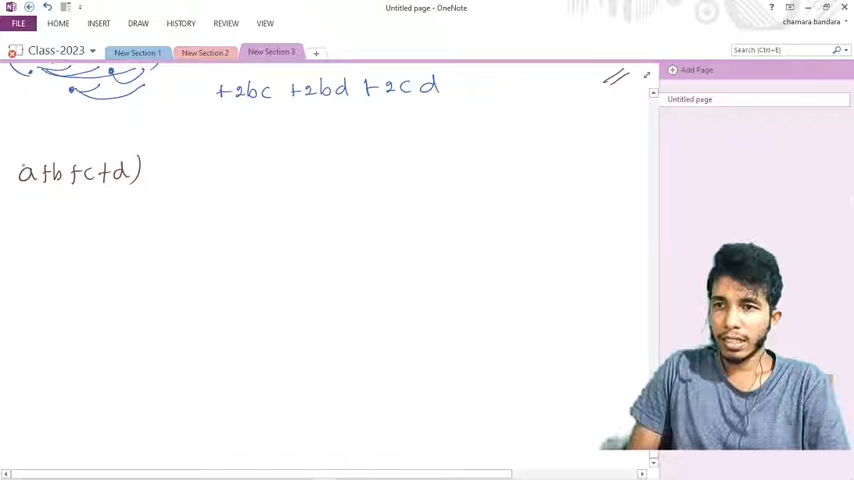 Untitled page - OneNote
FILE HOME INSERT DRAW HISTORY REVIEW VIEW
chamara bandara
Class-2023 New Section 1 New Section 2 New Section 3
Search (Ctrl+E)
+2bc +2bd +2cd
Add Page
Untitled page
a+b+c+d)